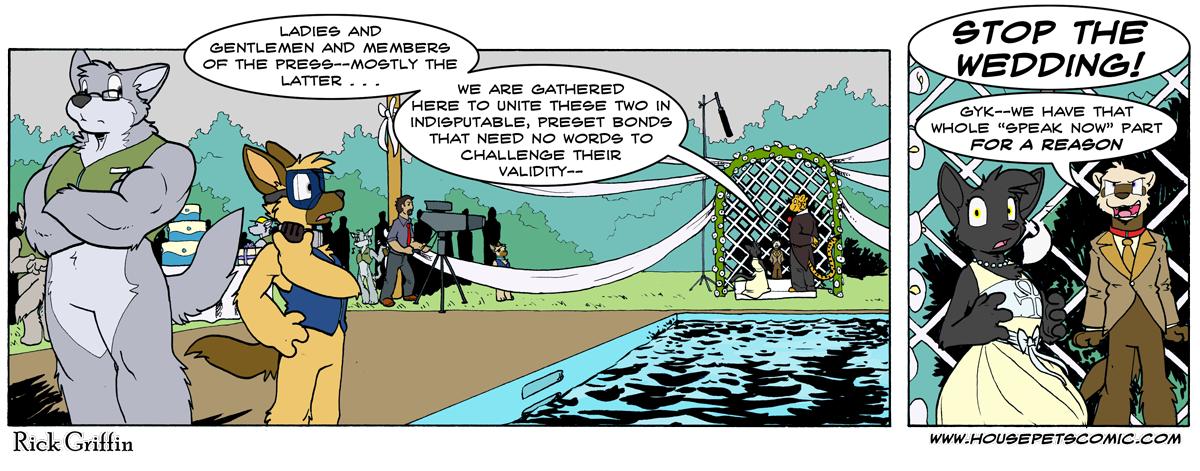 LADIES AND
GENTLEMEN AND MEMBERS
OF THE PRESS--MOSTLY THE
LATTER . . .
WE ARE GATHERED
HERE TO UNITE THESE TWO IN
INDISPUTABLE, PRESET BONDS
THAT NEED NO WORDS TO
CHALLENGE THEIR
VALIDITY--
STOP THE
WEDDING!
GYK--WE HAVE THAT
WHOLE "SPEAK NOW" PART
FOR A REASON
Rick Griffin
WWW.HOUSEPETSCOMIC.COM